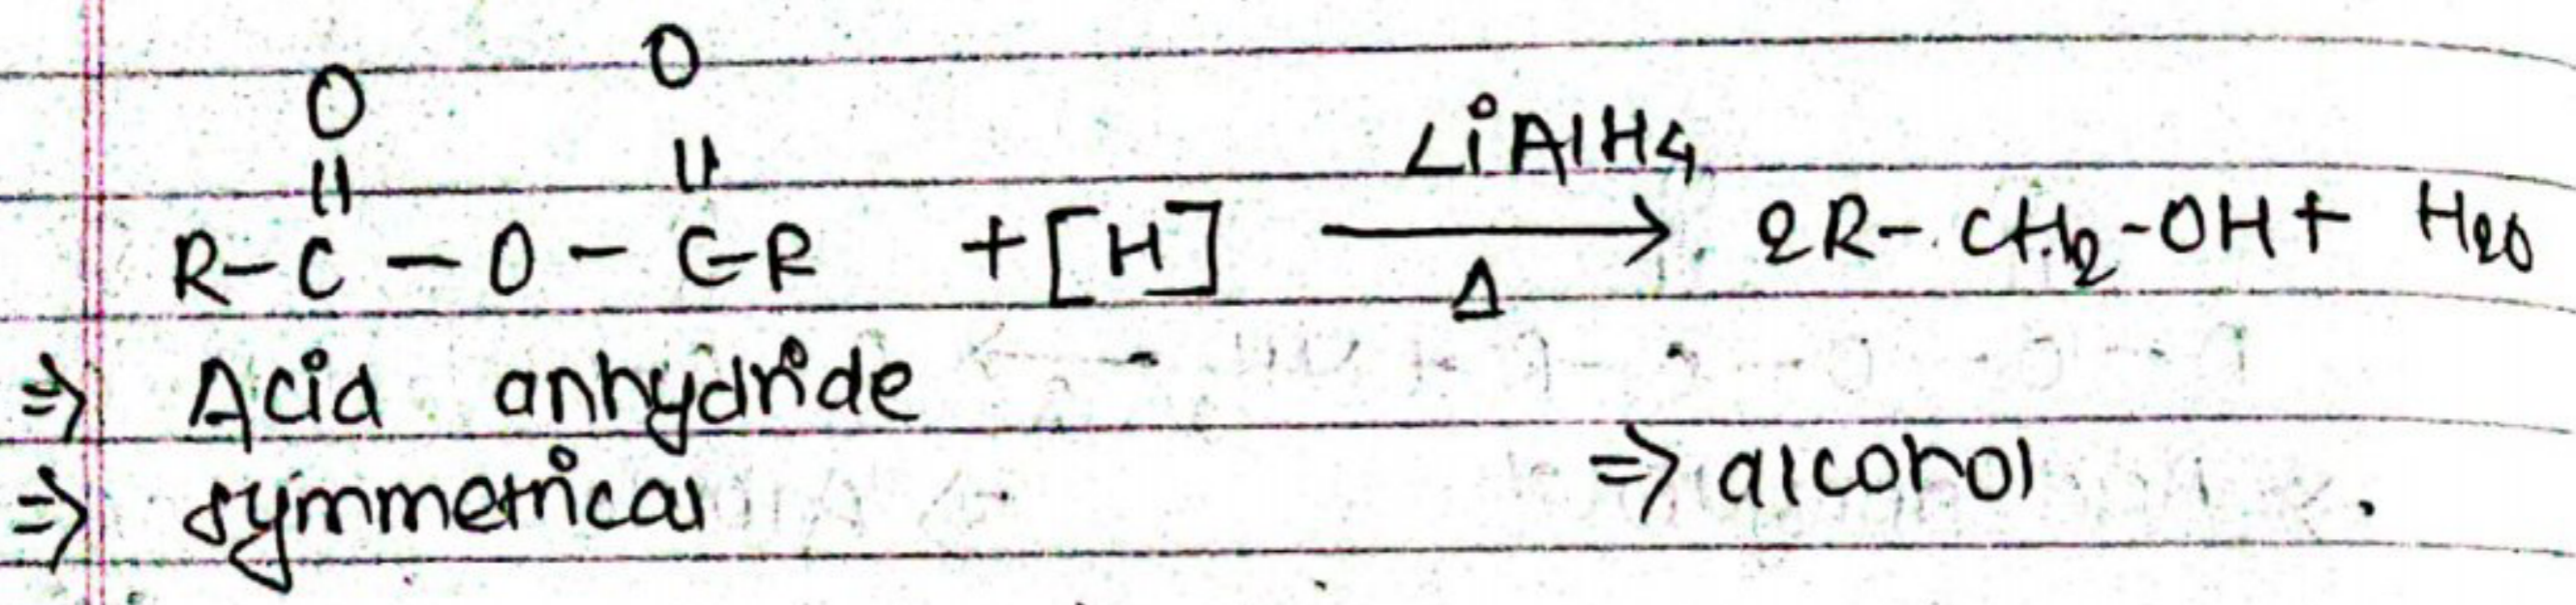 O O
|| ||
R-C-O-C-R +[H] LiAlH4 → Δ 2R-CH2-OH + H2O
⇒ Acid anhydride
⇒ alcohol
⇒ symmetrical